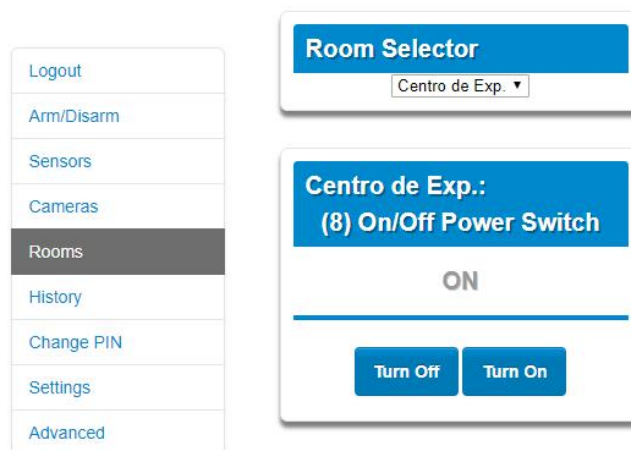 Logout
Arm/Disarm
Sensors
Cameras
Rooms
History
Change PIN
Settings
Advanced
Room Selector
Centro de Exp. ▼
Centro de Exp.:
(8) On/Off Power Switch
ON
Turn Off Turn On